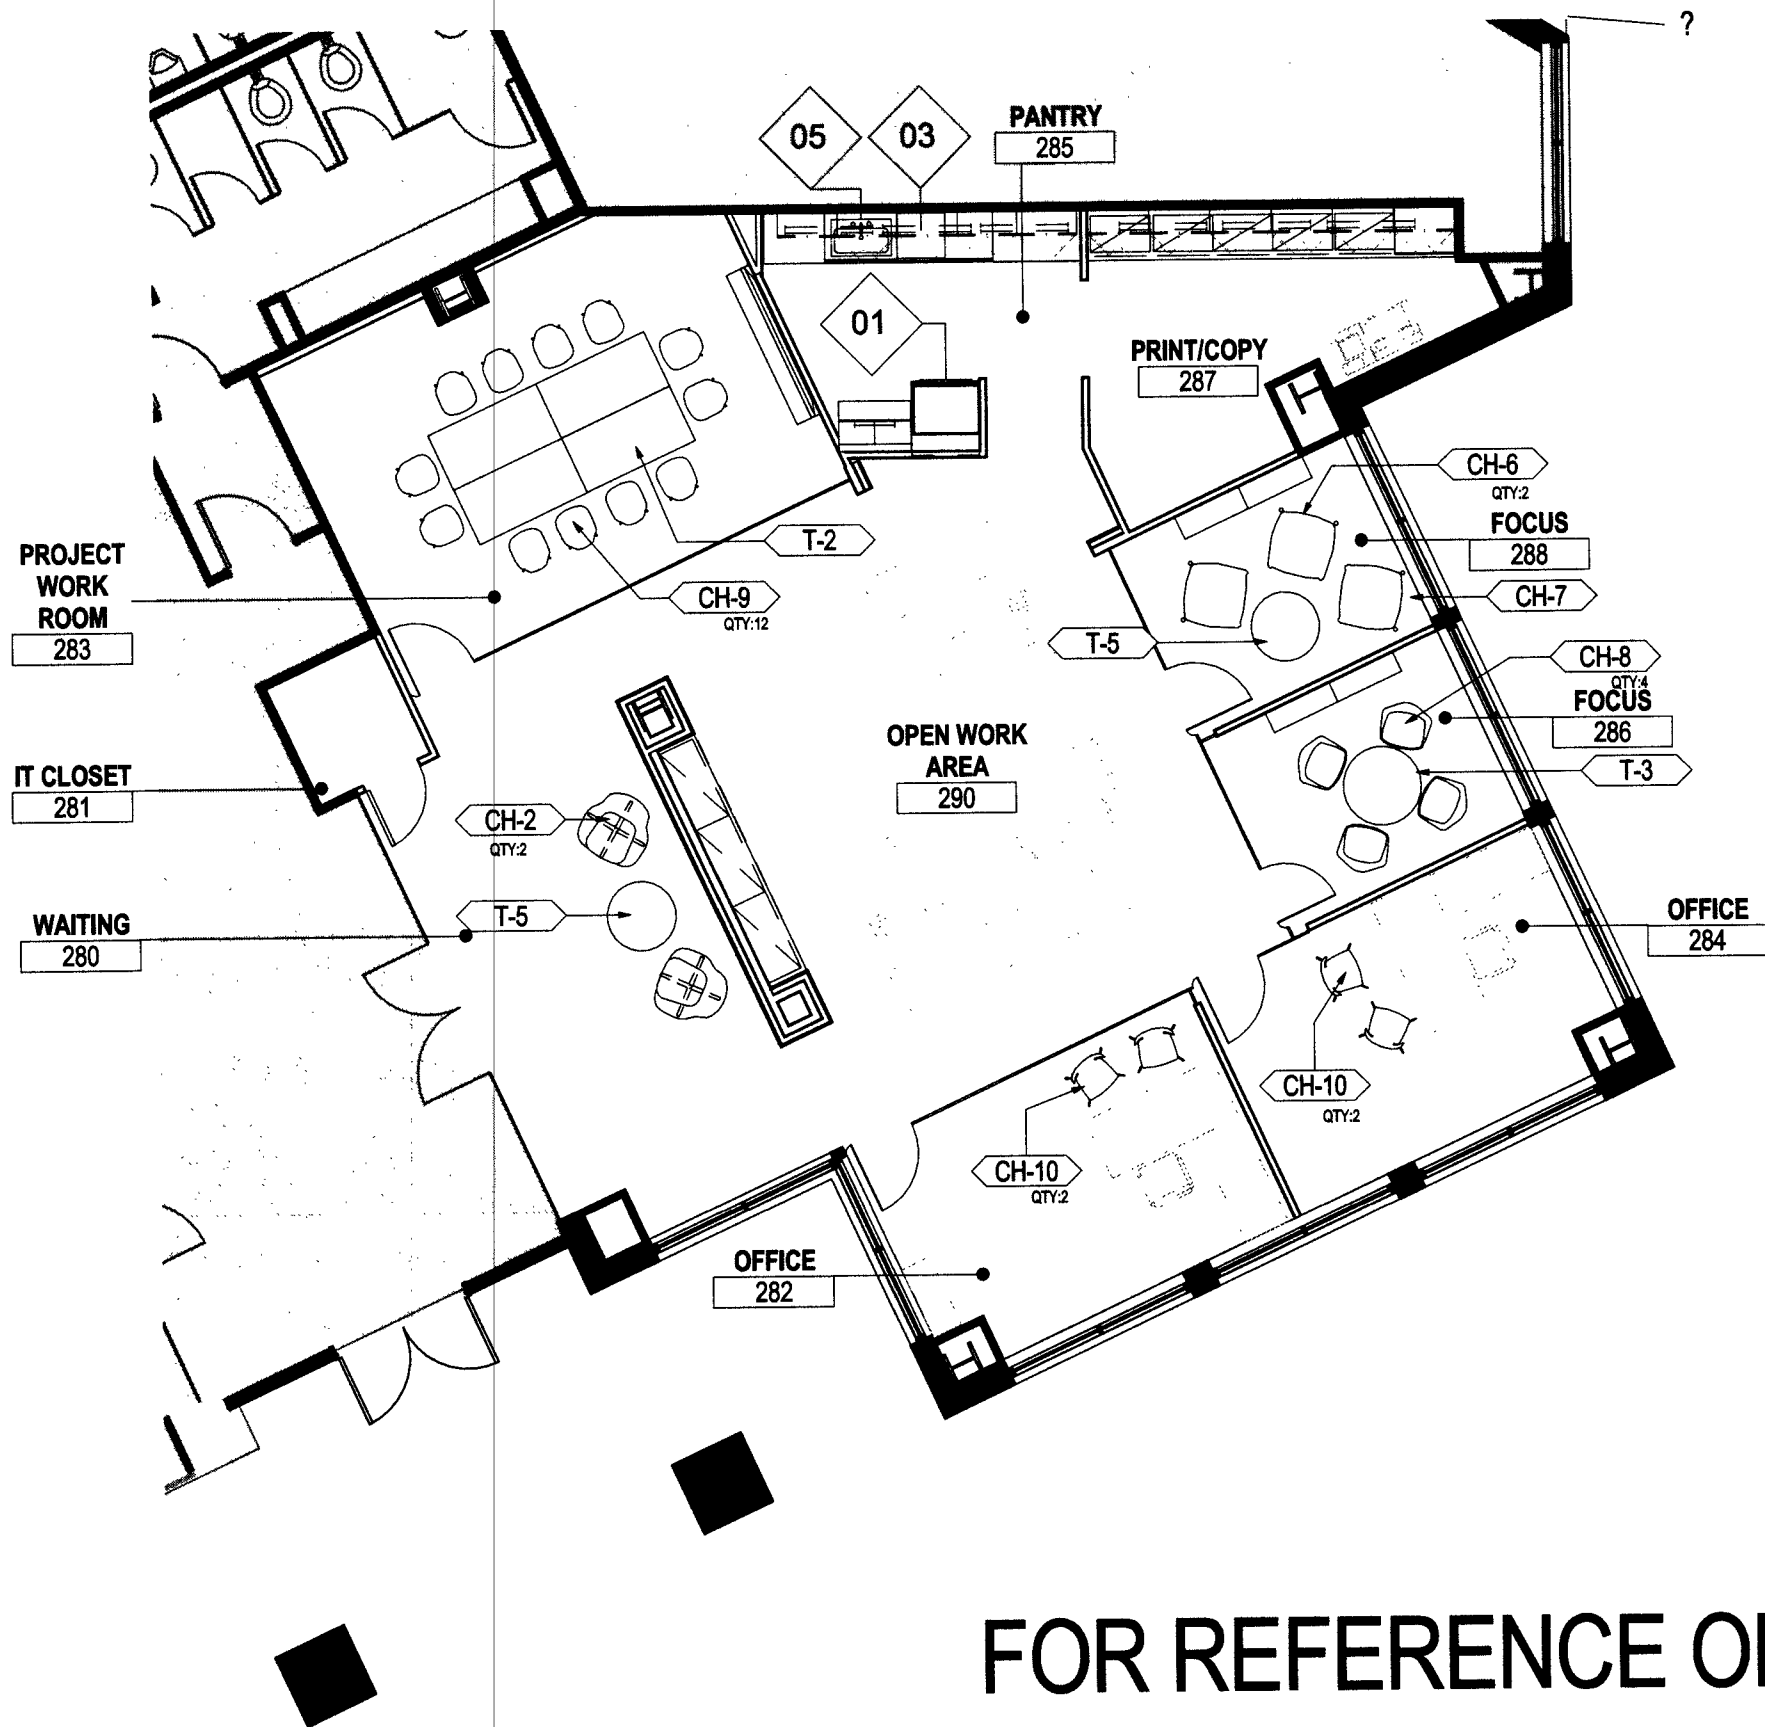 ?
05
03
PANTRY
285
01
PRINT/COPY
287
CH-6
QTY:2
FOCUS
288
CH-7
T-2
CH-9
QTY:12
PROJECT
WORK
ROOM
283
T-5
CH-8
QTY:4
FOCUS
286
T-3
OPEN WORK
AREA
290
IT CLOSET
281
CH-2
QTY:2
T-5
WAITING
280
OFFICE
284
CH-10
QTY:2
CH-10
QTY:2
OFFICE
282
FOR REFERENCE